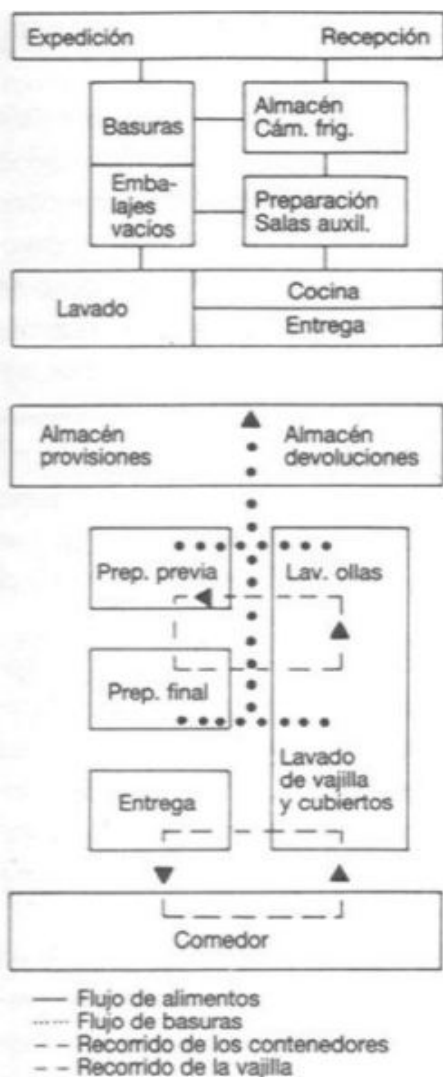 Expedición Recepción
Basuras
Almacén
Cám. frig.
Emba-
lajes
vacios
Preparación
Salas auxil.
Lavado
Cocina
Entrega
Almacén
provisiones
Almacén
devoluciones
Prep. previa
Lav. ollas
Prep. final
Entrega
Lavado
de vajilla
y cubiertos
Comedor
Flujo de alimentos
Flujo de basuras
Recorrido de los contenedores
Recorrido de la vajilla